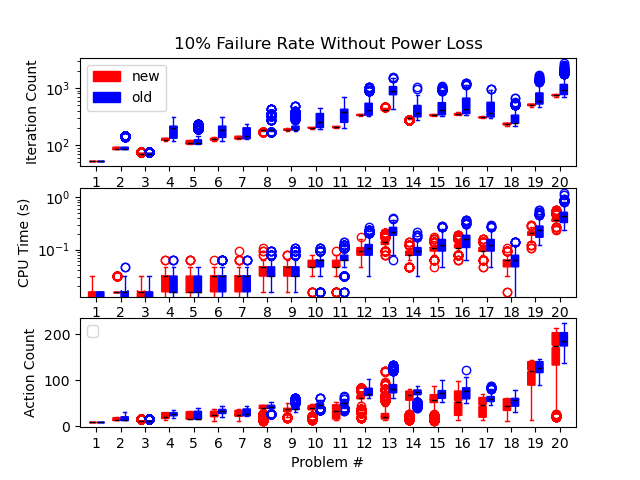 10% Failure Rate Without Power Loss
Iteration Count
10³
10²
new
old
1 2 3 4 5 6 7 8 9 10 11 12 13 14 15 16 17 18 19 20
CPU Time (s)
10⁰
10⁻¹
1 2 3 4 5 6 7 8 9 10 11 12 13 14 15 16 17 18 19 20
Action Count
200
100
0
1 2 3 4 5 6 7 8 9 10 11 12 13 14 15 16 17 18 19 20
Problem #